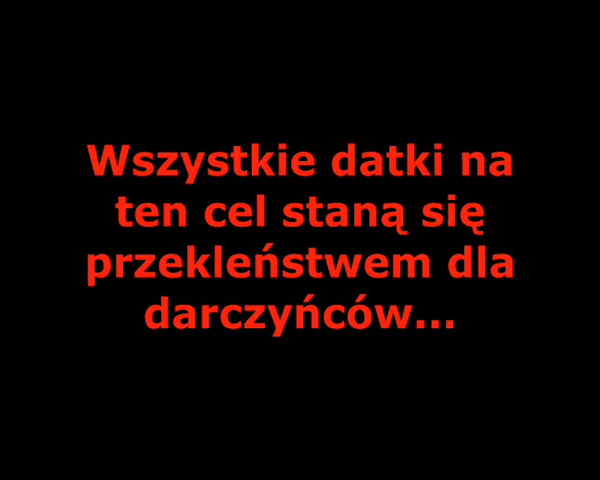 Wszystkie datki na
ten cel staną się
przekleństwem dla
darczyńców...